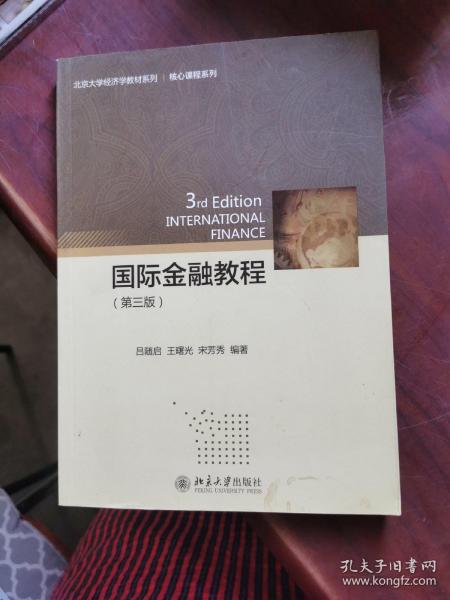 北京大学经济学教材系列 | 核心课程系列
3rd Edition
INTERNATIONAL
FINANCE
国际金融教程
(第三版)
吕随启 王曙光 宋芳秀 编著
北京大学出版社
PEKING UNIVERSITY PRESS
孔夫子旧书网
www.kongfz.com